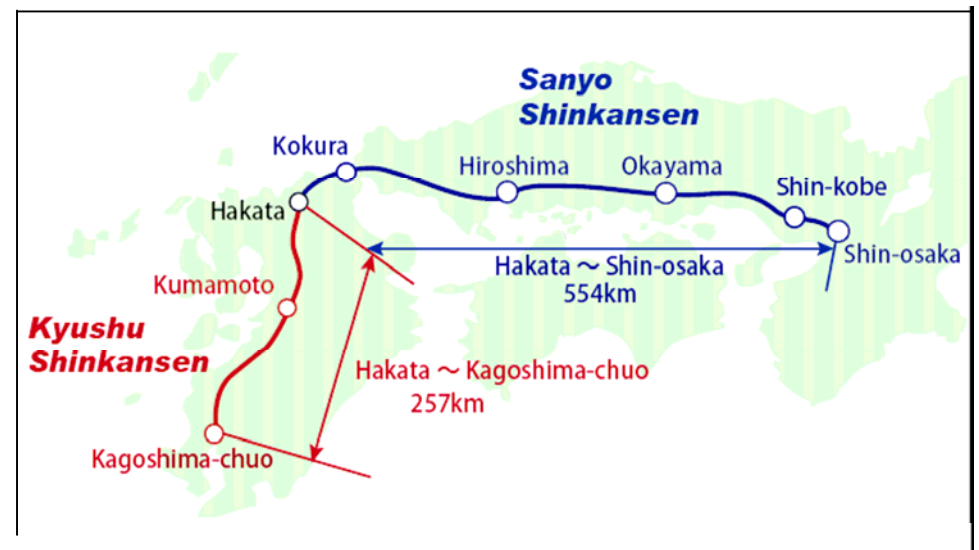 Sanyo
Shinkansen
Kokura
Hiroshima
Okayama
Shin-kobe
Hakata
Shin-osaka
Hakata ～ Shin-osaka
554km
Kumamoto
Kyushu
Shinkansen
Hakata ～ Kagoshima-chuo
257km
Kagoshima-chuo